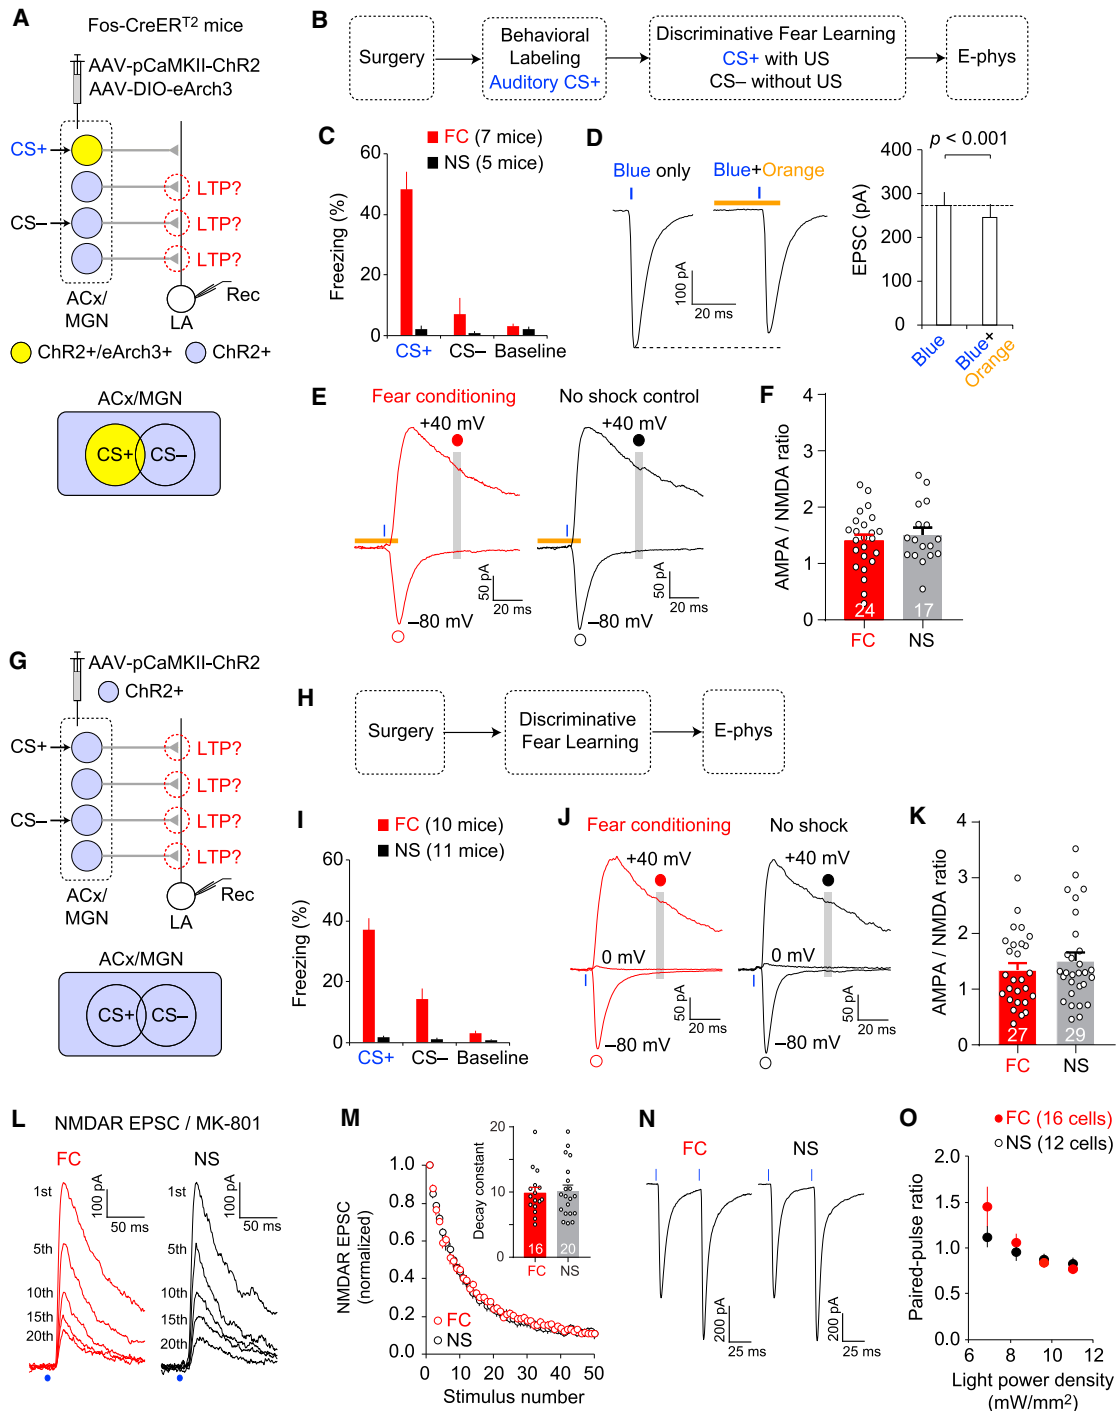 A
Fos-CreER^T2 mice
AAV-pCaMKII-ChR2
AAV-DIO-eArch3
CS+
LTP?
CS–
LTP?
LTP?
ACx/
MGN
LA
Rec
ChR2+/eArch3+
ChR2+
ACx/MGN
CS+
CS–
B
Surgery
Behavioral
Labeling
Auditory CS+
Discriminative Fear Learning
CS+ with US
CS– without US
E-phys
C
FC (7 mice)
NS (5 mice)
Freezing (%)
60
40
20
0
CS+
CS–
Baseline
D
Blue only
Blue+Orange
100 pA
20 ms
p < 0.001
EPSC (pA)
400
300
200
100
0
Blue
Blue+
Orange
E
Fear conditioning
No shock control
+40 mV
+40 mV
–80 mV
–80 mV
50 pA
20 ms
50 pA
20 ms
F
AMPA / NMDA ratio
4
3
2
1
0
24
17
FC
NS
G
AAV-pCaMKII-ChR2
ChR2+
CS+
LTP?
LTP?
CS–
LTP?
LTP?
ACx/
MGN
LA
Rec
ACx/MGN
CS+
CS–
H
Surgery
Discriminative
Fear Learning
E-phys
I
FC (10 mice)
NS (11 mice)
Freezing (%)
60
40
20
0
CS+
CS–
Baseline
J
Fear conditioning
No shock
+40 mV
+40 mV
0 mV
0 mV
–80 mV
–80 mV
50 pA
20 ms
50 pA
20 ms
K
AMPA / NMDA ratio
4
3
2
1
0
27
29
FC
NS
L
NMDAR EPSC / MK-801
FC
NS
1st
5th
10th
15th
20th
100 pA
50 ms
1st
5th
10th
15th
20th
100 pA
50 ms
M
NMDAR EPSC
(normalized)
1.0
0.8
0.6
0.4
0.2
0.0
0
10
20
30
40
50
Stimulus number
FC
NS
Decay constant
20
10
0
16
20
FC
NS
N
FC
NS
200 pA
25 ms
200 pA
25 ms
O
FC (16 cells)
NS (12 cells)
Paired-pulse ratio
2.0
1.5
1.0
0.5
0
6
8
10
12
Light power density
(mW/mm²)